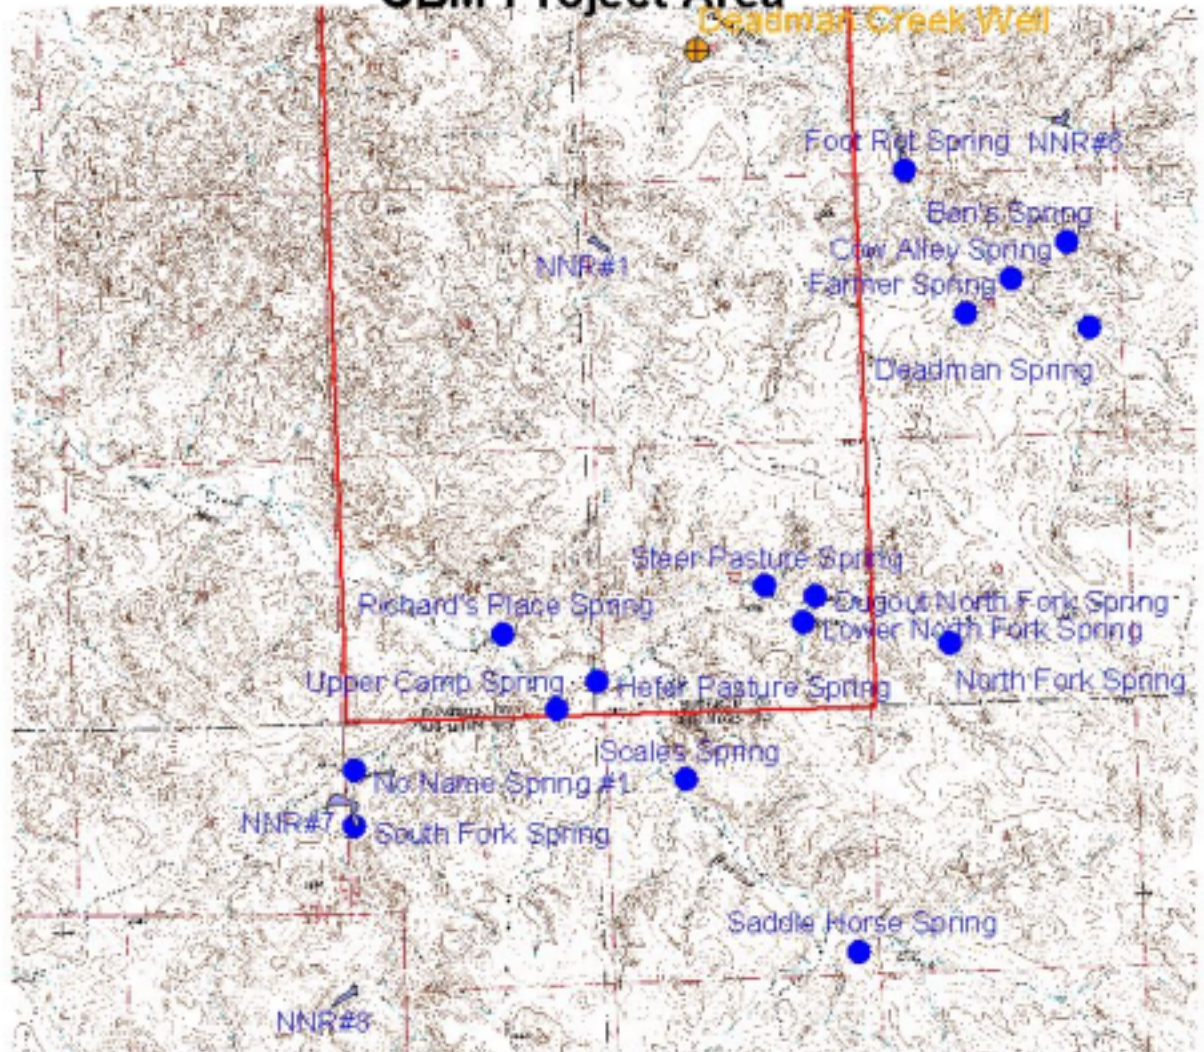 CBM Project Area
Deadman Creek Well
Foot Rot Spring
NNR#6
Ben's Spring
Cow Alley Spring
NNR#1
Farmer Spring
Deadman Spring
Steer Pasture Spring
Richard's Place Spring
Dugout North Fork Spring
Lower North Fork Spring
North Fork Spring
Upper Camp Spring
Hefer Pasture Spring
Scales Spring
No Name Spring #1
NNR#7
South Fork Spring
Saddle Horse Spring
NNR#8